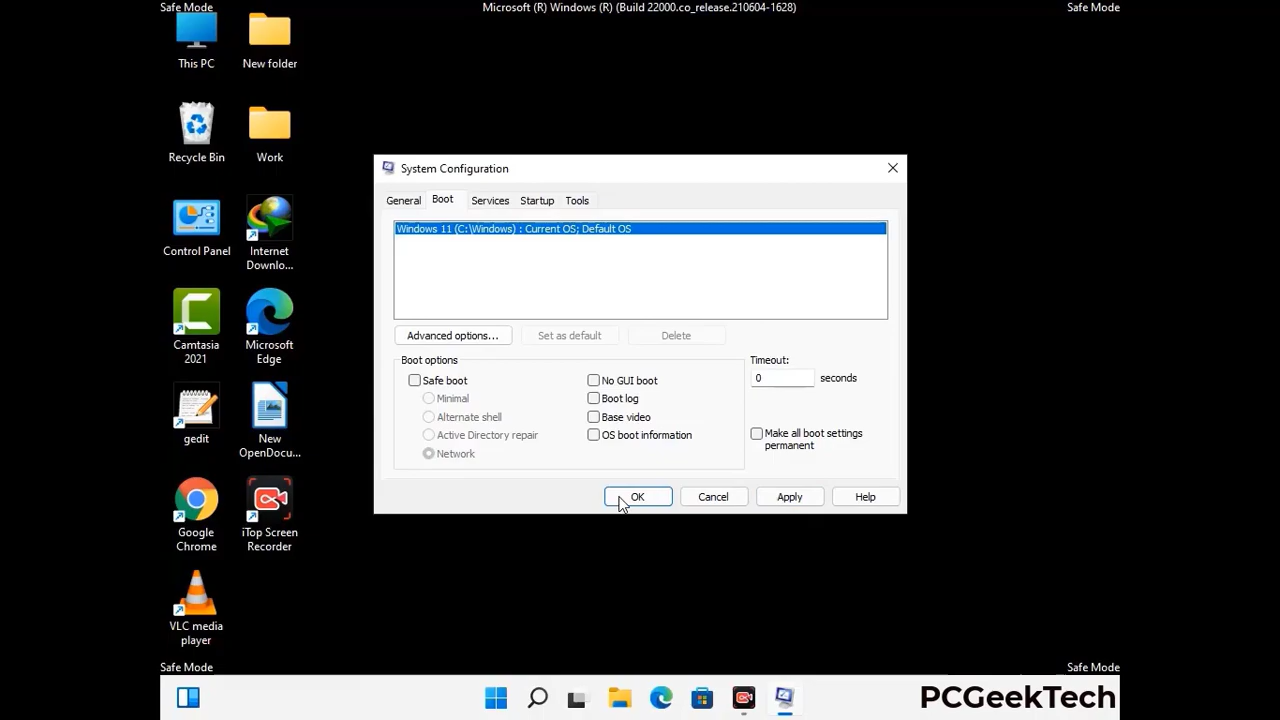 Safe Mode
Microsoft (R) Windows (R) (Build 22000.co_release.210604-1628)
Safe Mode
This PC
New folder
Recycle Bin
Work
Control Panel
Internet
Downlo...
Camtasia
2021
Microsoft
Edge
gedit
New
OpenDocu...
Google
Chrome
iTop Screen
Recorder
VLC media
player
System Configuration
General
Boot
Services
Startup
Tools
Windows 11 (C:\Windows) : Current OS; Default OS
Advanced options...
Set as default
Delete
Boot options
Safe boot
Minimal
Alternate shell
Active Directory repair
Network
No GUI boot
Boot log
Base video
OS boot information
Timeout:
0 seconds
Make all boot settings
permanent
OK
Cancel
Apply
Help
Safe Mode
Safe Mode
PCGeekTech